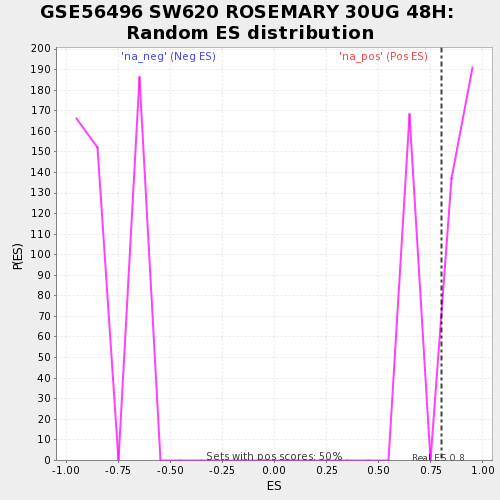 GSE56496 SW620 ROSEMARY 30UG 48H:
Random ES distribution
'na_neg' (Neg ES)
'na_pos' (Pos ES)
200
190
180
170
160
150
140
130
120
110
100
90
80
70
60
50
40
30
20
10
0
P(ES)
Sets with pos scores: 50%
Real ES 0.8
-1.00 -0.75 -0.50 -0.25 0.00 0.25 0.50 0.75 1.00
ES